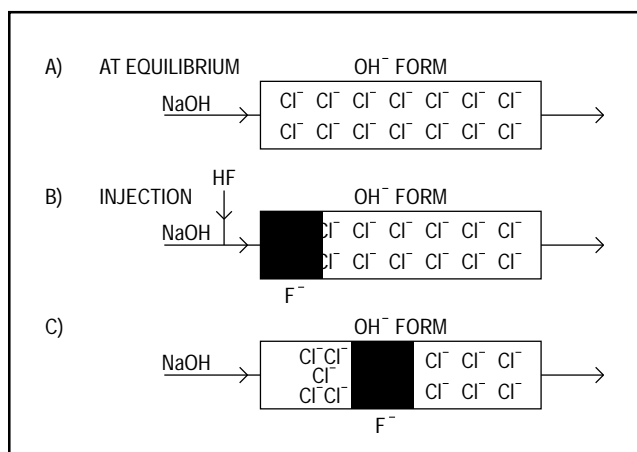 A) AT EQUILIBRIUM OH⁻ FORM
NaOH
Cl⁻ Cl⁻ Cl⁻ Cl⁻ Cl⁻ Cl⁻ Cl⁻
Cl⁻ Cl⁻ Cl⁻ Cl⁻ Cl⁻ Cl⁻ Cl⁻
HF
B) INJECTION OH⁻ FORM
NaOH
Cl⁻ Cl⁻ Cl⁻ Cl⁻ Cl⁻ Cl⁻
Cl⁻ Cl⁻ Cl⁻ Cl⁻ Cl⁻ Cl⁻
F⁻
C) OH⁻ FORM
NaOH
Cl⁻Cl⁻ Cl⁻ Cl⁻ Cl⁻
Cl⁻
Cl⁻Cl⁻ Cl⁻ Cl⁻ Cl⁻
F⁻